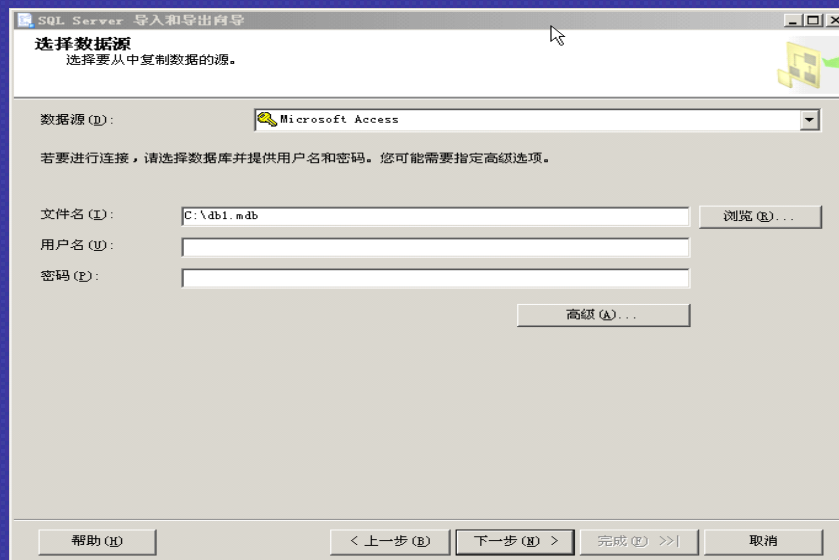 SQL Server 导入和导出向导
选择数据源
选择要从中复制数据的源。
数据源(D):
Microsoft Access
若要进行连接，请选择数据库并提供用户名和密码。您可能需要指定高级选项。
文件名(I):
C:\db1.mdb
浏览(R)...
用户名(U):
密码(P):
高级(A)...
帮助(H)
< 上一步(B)
下一步(N) >
完成(F) >>|
取消